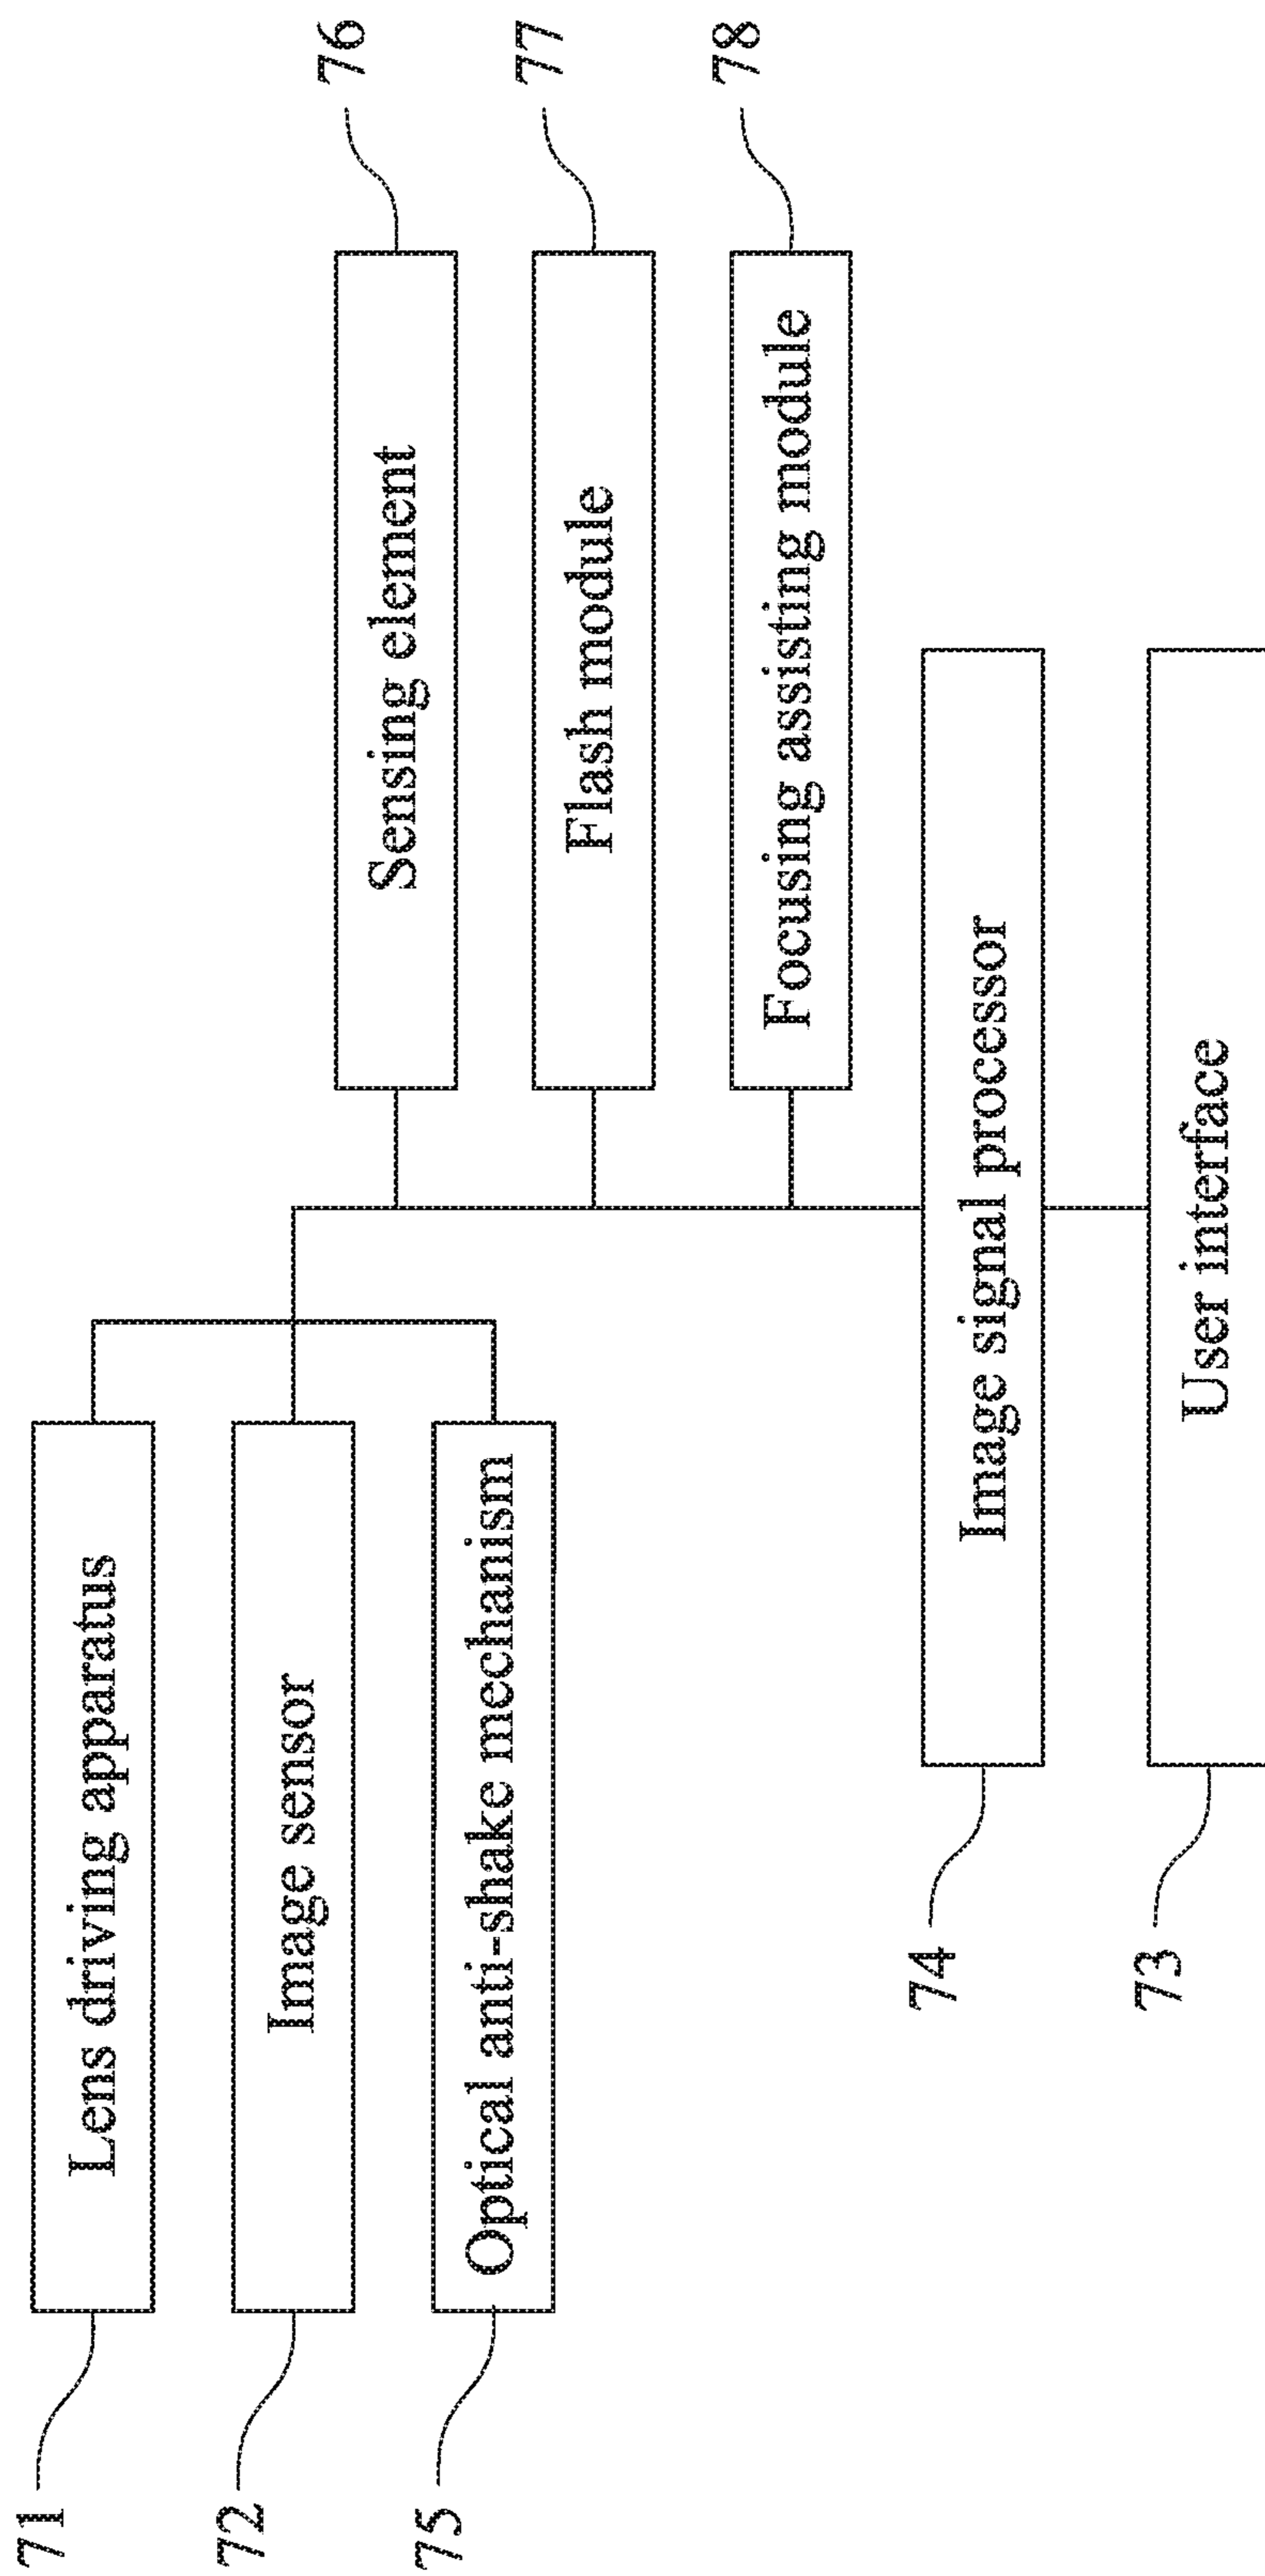 71
Lens driving apparatus
72
Image sensor
75
Optical anti-shake mechanism
Sensing element
76
Flash module
77
Focusing assisting module
78
74
Image signal processor
73
User interface